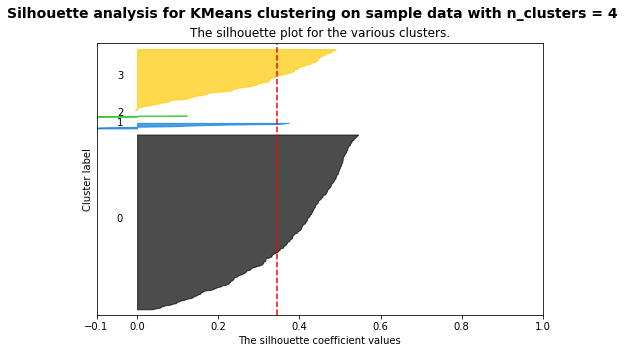 Silhouette analysis for KMeans clustering on sample data with n_clusters = 4
The silhouette plot for the various clusters.
3
2
1
0
Cluster label
−0.1 0.0 0.2 0.4 0.6 0.8 1.0
The silhouette coefficient values